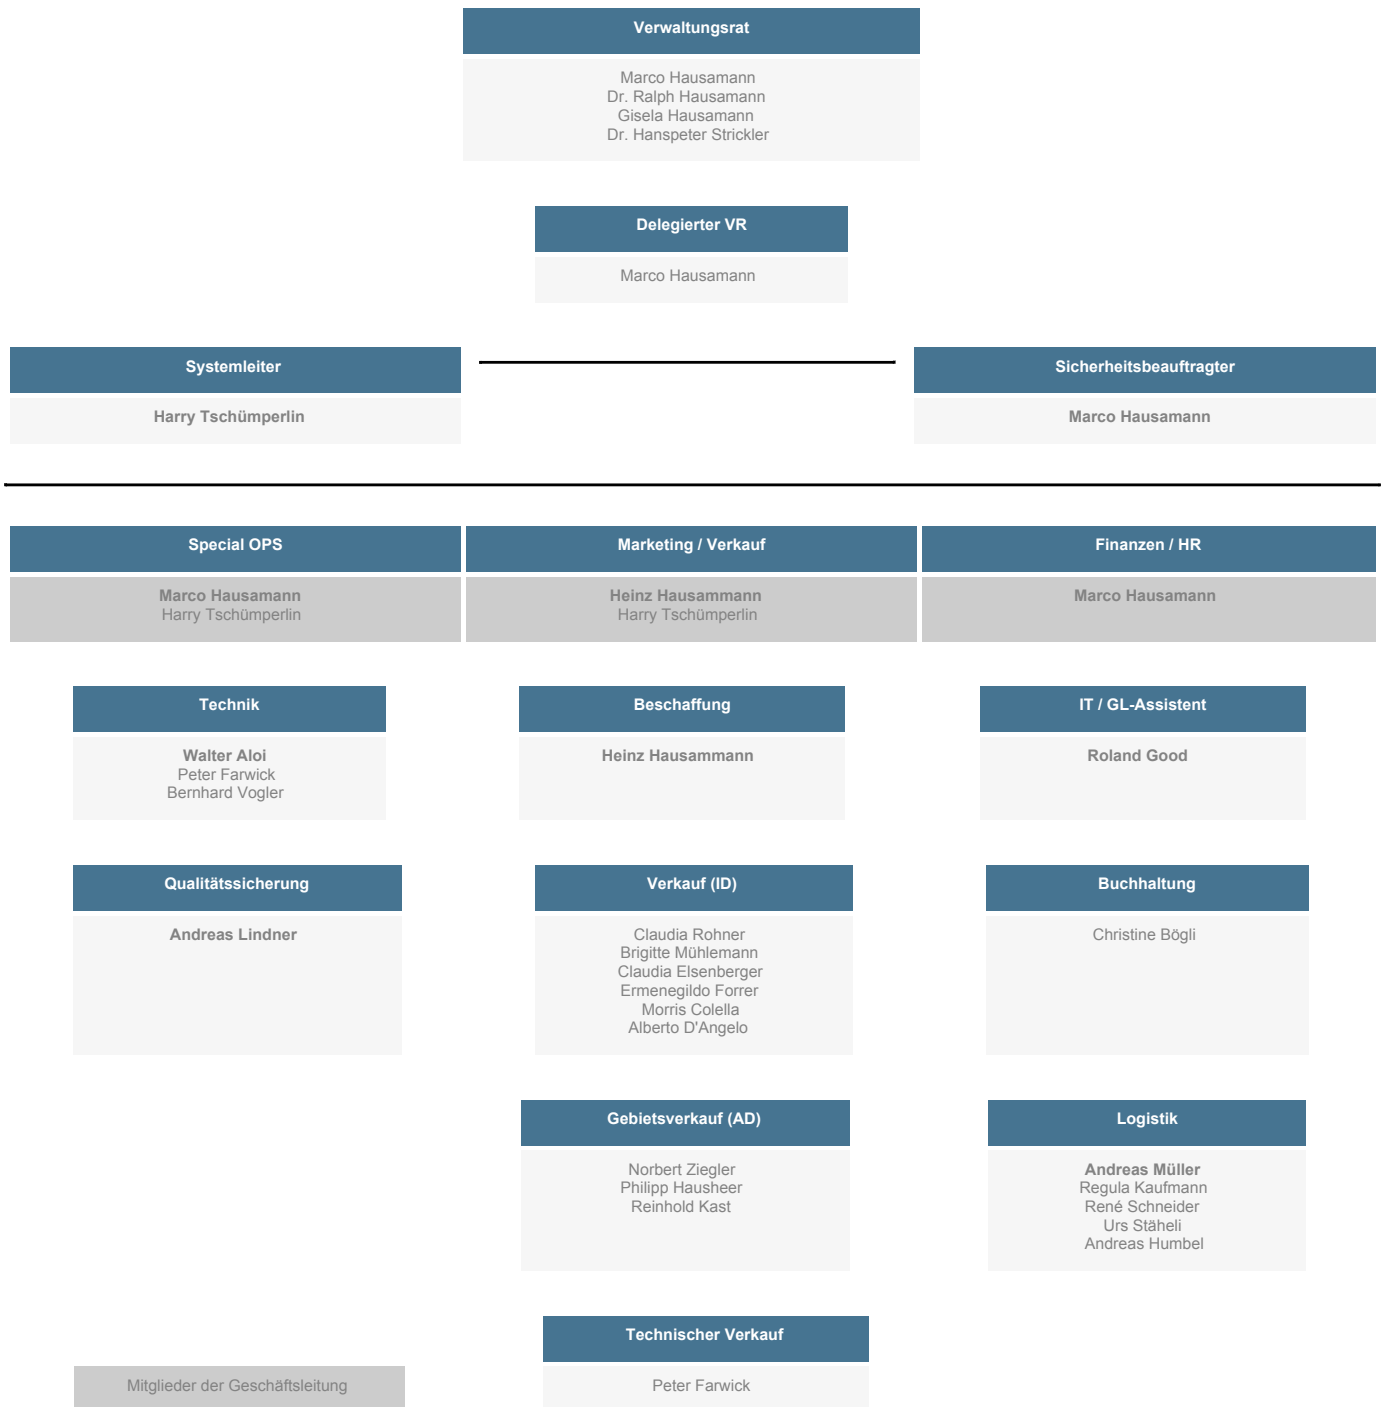 Verwaltungsrat
Marco Hausamann
Dr. Ralph Hausamann
Gisela Hausamann
Dr. Hanspeter Strickler
Delegierter VR
Marco Hausamann
Systemleiter
Harry Tschümperlin
Sicherheitsbeauftragter
Marco Hausamann
Special OPS
Marco Hausamann
Harry Tschümperlin
Marketing / Verkauf
Heinz Hausammann
Harry Tschümperlin
Finanzen / HR
Marco Hausamann
Technik
Walter Aloi
Peter Farwick
Bernhard Vogler
Beschaffung
Heinz Hausammann
IT / GL-Assistent
Roland Good
Qualitätssicherung
Andreas Lindner
Verkauf (ID)
Claudia Rohner
Brigitte Mühlemann
Claudia Elsenberger
Ermenegildo Forrer
Morris Colella
Alberto D'Angelo
Buchhaltung
Christine Bögli
Gebietsverkauf (AD)
Norbert Ziegler
Philipp Hausheer
Reinhold Kast
Logistik
Andreas Müller
Regula Kaufmann
René Schneider
Urs Stäheli
Andreas Humbel
Technischer Verkauf
Peter Farwick
Mitglieder der Geschäftsleitung